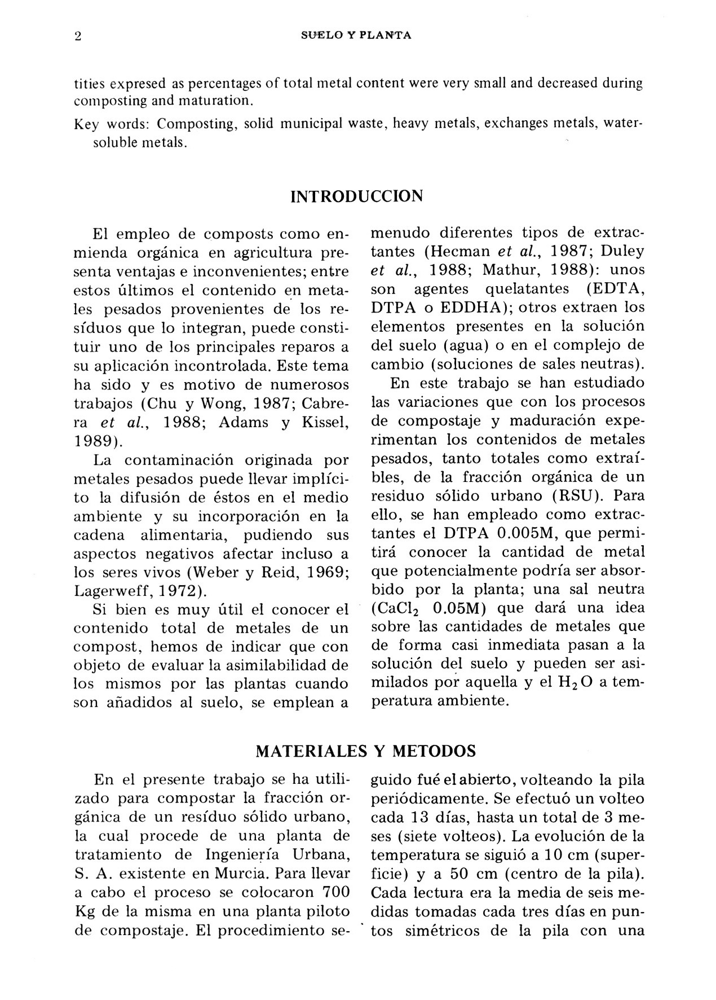 2
SUELO Y PLANTA
tities expresed as percentages of total metal content were very small and decreased during
composting and maturation.
Key words: Composting, solid municipal waste, heavy metals, exchanges metals, water-
soluble metals.
INTRODUCCION
El empleo de composts como en-
mienda orgánica en agricultura pre-
senta ventajas e inconvenientes; entre
estos últimos el contenido en meta-
les pesados provenientes de los re-
síduos que lo integran, puede consti-
tuir uno de los principales reparos a
su aplicación incontrolada. Este tema
ha sido y es motivo de numerosos
trabajos (Chu y Wong, 1987; Cabre-
ra et al., 1988; Adams y Kissel,
1989).
La contaminación originada por
metales pesados puede llevar implíci-
to la difusión de éstos en el medio
ambiente y su incorporación en la
cadena alimentaria, pudiendo sus
aspectos negativos afectar incluso a
los seres vivos (Weber y Reid, 1969;
Lagerweff, 1972).
Si bien es muy útil el conocer el
contenido total de metales de un
compost, hemos de indicar que con
objeto de evaluar la asimilabilidad de
los mismos por las plantas cuando
son añadidos al suelo, se emplean a
menudo diferentes tipos de extrac-
tantes (Hecman et al., 1987; Duley
et al., 1988; Mathur, 1988): unos
son agentes quelatantes (EDTA,
DTPA o EDDHA); otros extraen los
elementos presentes en la solución
del suelo (agua) o en el complejo de
cambio (soluciones de sales neutras).
En este trabajo se han estudiado
las variaciones que con los procesos
de compostaje y maduración expe-
rimentan los contenidos de metales
pesados, tanto totales como extraí-
bles, de la fracción orgánica de un
residuo sólido urbano (RSU). Para
ello, se han empleado como extrac-
tantes el DTPA 0.005M, que permi-
tirá conocer la cantidad de metal
que potencialmente podría ser absor-
bido por la planta; una sal neutra
(CaCl₂ 0.05M) que dará una idea
sobre las cantidades de metales que
de forma casi inmediata pasan a la
solución del suelo y pueden ser asi-
milados por aquella y el H₂O a tem-
peratura ambiente.
MATERIALES Y METODOS
En el presente trabajo se ha utili-
zado para compostar la fracción or-
gánica de un resíduo sólido urbano,
la cual procede de una planta de
tratamiento de Ingeniería Urbana,
S. A. existente en Murcia. Para llevar
a cabo el proceso se colocaron 700
Kg de la misma en una planta piloto
de compostaje. El procedimiento se-
guido fué el abierto, volteando la pila
periódicamente. Se efectuó un volteo
cada 13 días, hasta un total de 3 me-
ses (siete volteos). La evolución de la
temperatura se siguió a 10 cm (super-
ficie) y a 50 cm (centro de la pila).
Cada lectura era la media de seis me-
didas tomadas cada tres días en pun-
tos simétricos de la pila con una